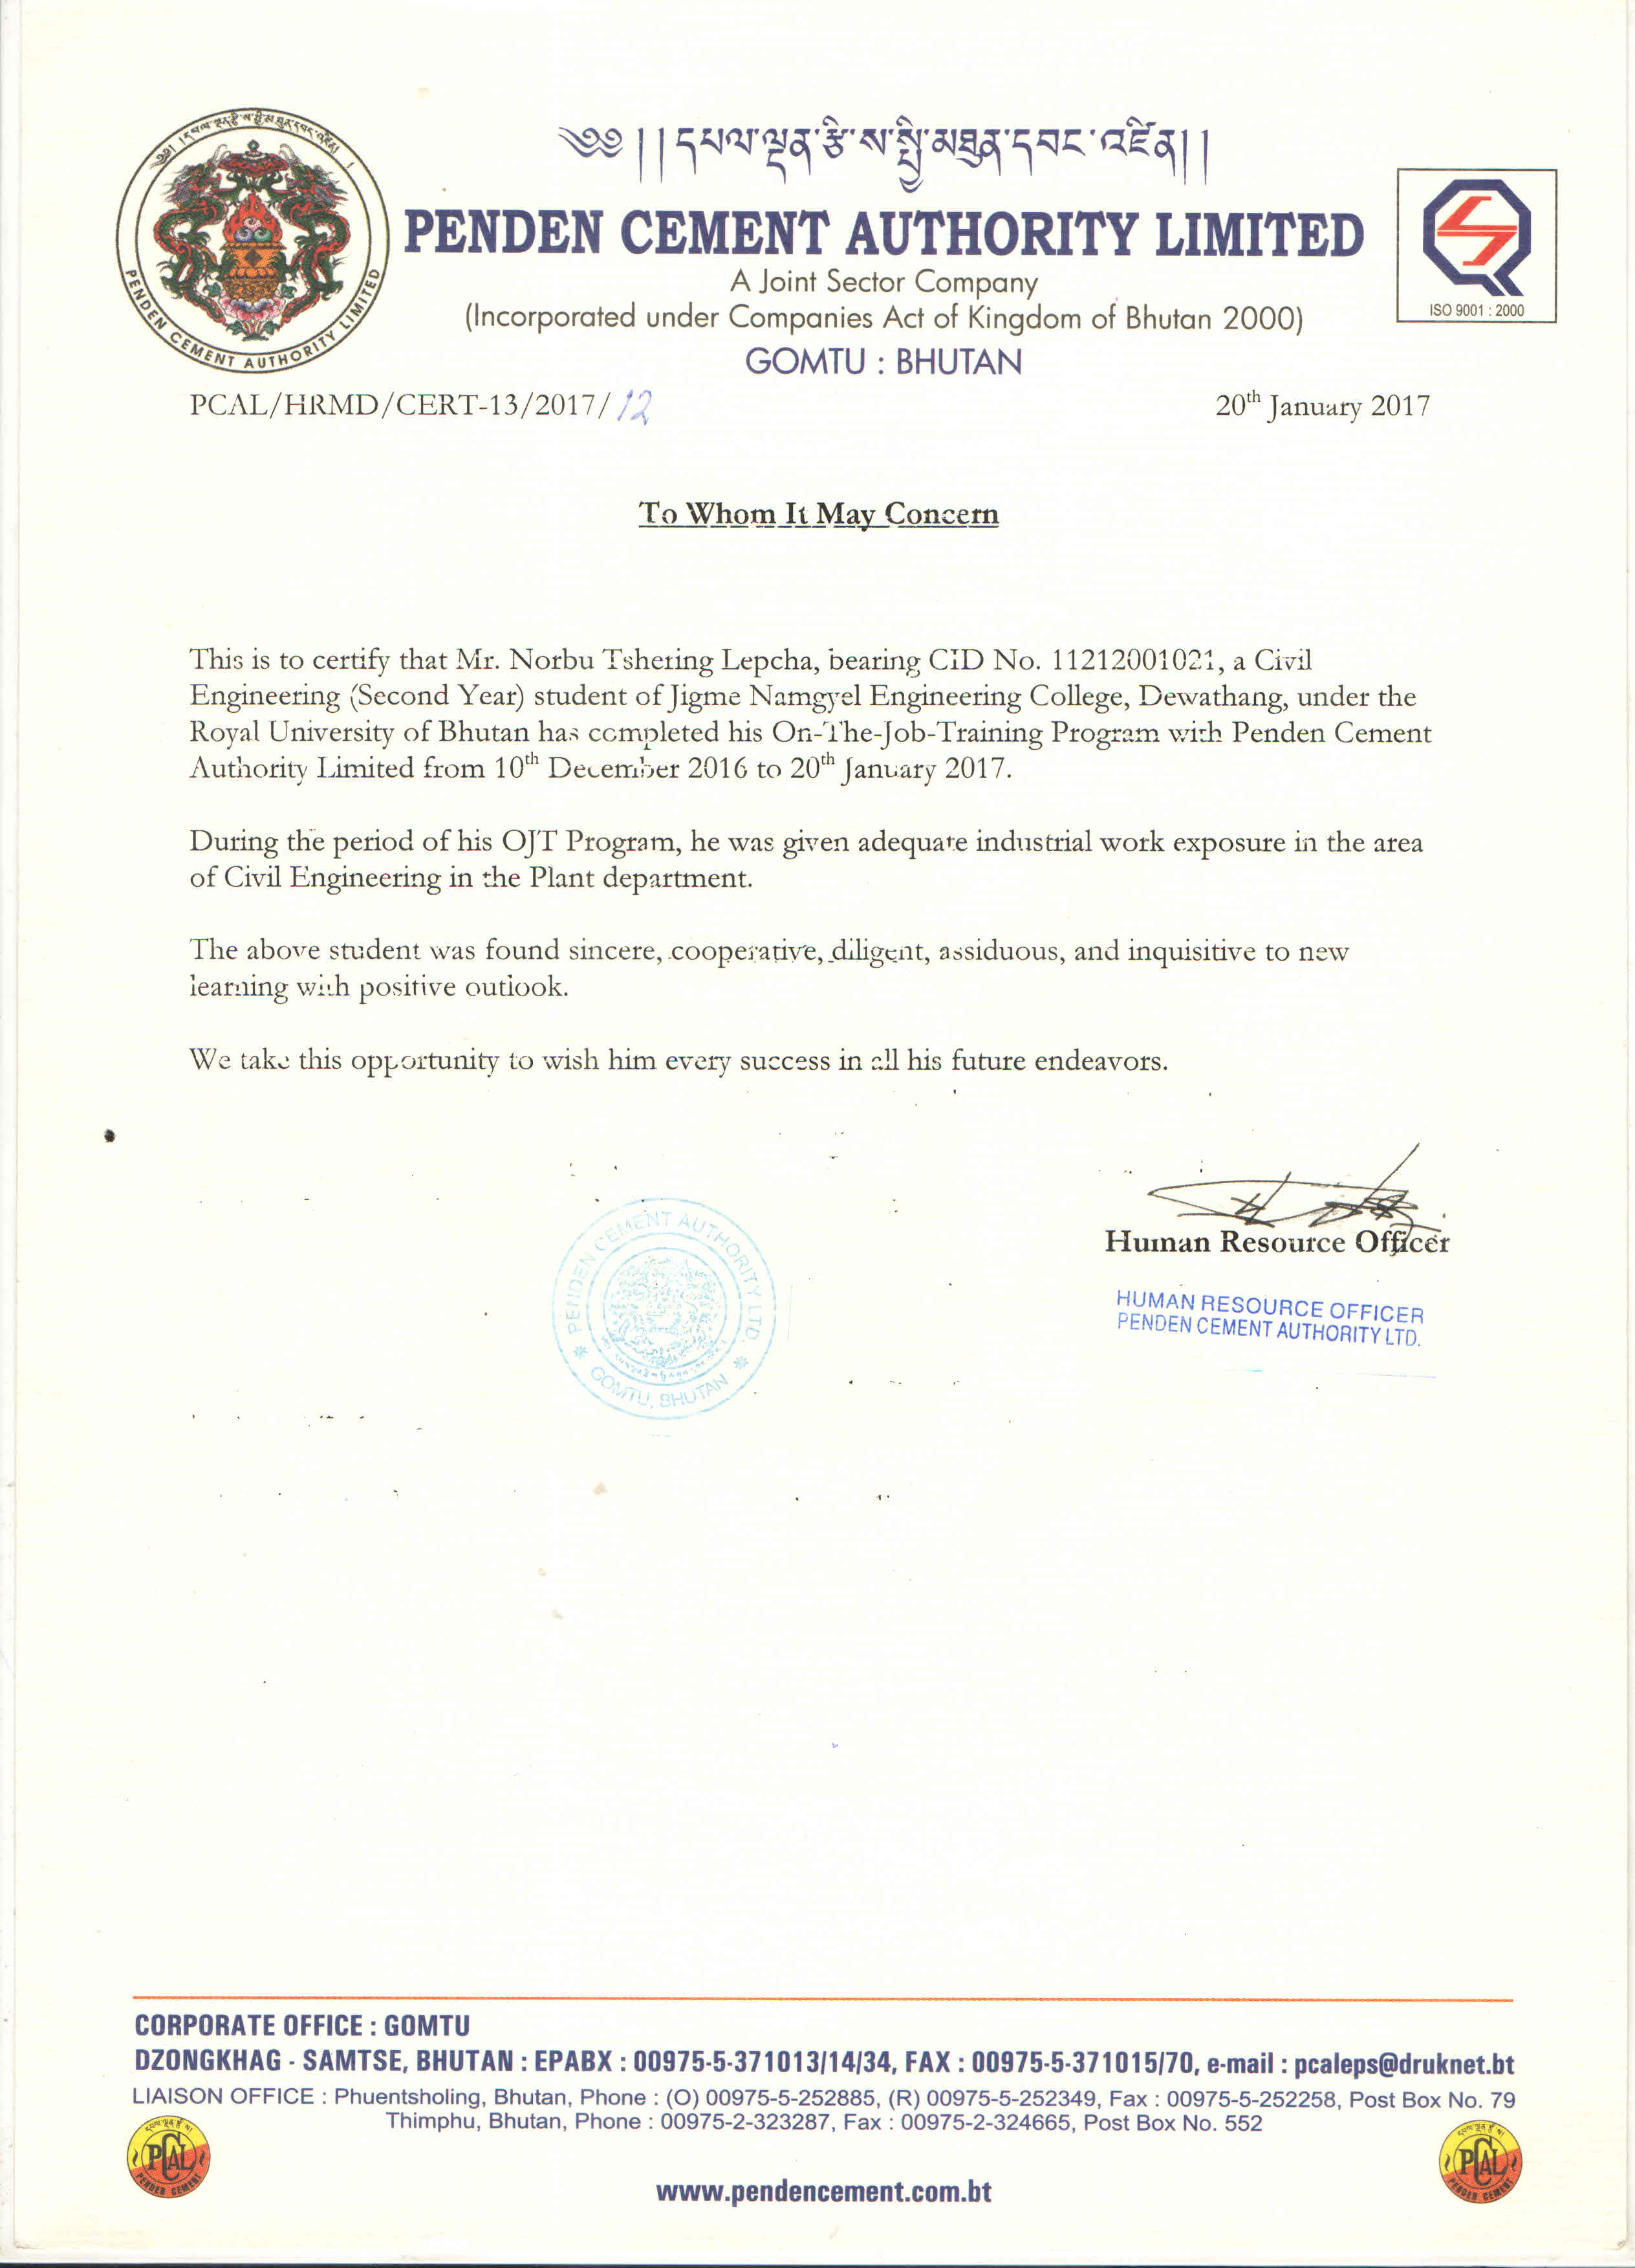 ༄༅།།དཔལ་ལྡན་རྩི་ས་སྤྱི་མཐུན་དབང་འཛིན།།
PENDEN CEMENT AUTHORITY LIMITED
A Joint Sector Company
(Incorporated under Companies Act of Kingdom of Bhutan 2000)
GOMTU : BHUTAN
PENDEN CEMENT AUTHORITY LIMITED
ISO 9001 : 2000
PCAL/HRMD/CERT-13/2017/12
20th January 2017
To Whom It May Concern
This is to certify that Mr. Norbu Tshering Lepcha, bearing CID No. 11212001021, a Civil
Engineering (Second Year) student of Jigme Namgyel Engineering College, Dewathang, under the
Royal University of Bhutan has completed his On-The-Job-Training Program with Penden Cement
Authority Limited from 10th December 2016 to 20th January 2017.
During the period of his OJT Program, he was given adequate industrial work exposure in the area
of Civil Engineering in the Plant department.
The above student was found sincere, cooperative, diligent, assiduous, and inquisitive to new
learning with positive outlook.
We take this opportunity to wish him every success in all his future endeavors.
PENDEN CEMENT AUTHORITY LTD.
GOMTU, BHUTAN
Human Resource Officer
HUMAN RESOURCE OFFICER
PENDEN CEMENT AUTHORITY LTD.
CORPORATE OFFICE : GOMTU
DZONGKHAG - SAMTSE, BHUTAN : EPABX : 00975-5-371013/14/34, FAX : 00975-5-371015/70, e-mail : pcaleps@druknet.bt
LIAISON OFFICE : Phuentsholing, Bhutan, Phone : (O) 00975-5-252885, (R) 00975-5-252349, Fax : 00975-5-252258, Post Box No. 79
Thimphu, Bhutan, Phone : 00975-2-323287, Fax : 00975-2-324665, Post Box No. 552
PCAL
PENDEN CEMENT
PCAL
PENDEN CEMENT
www.pendencement.com.bt